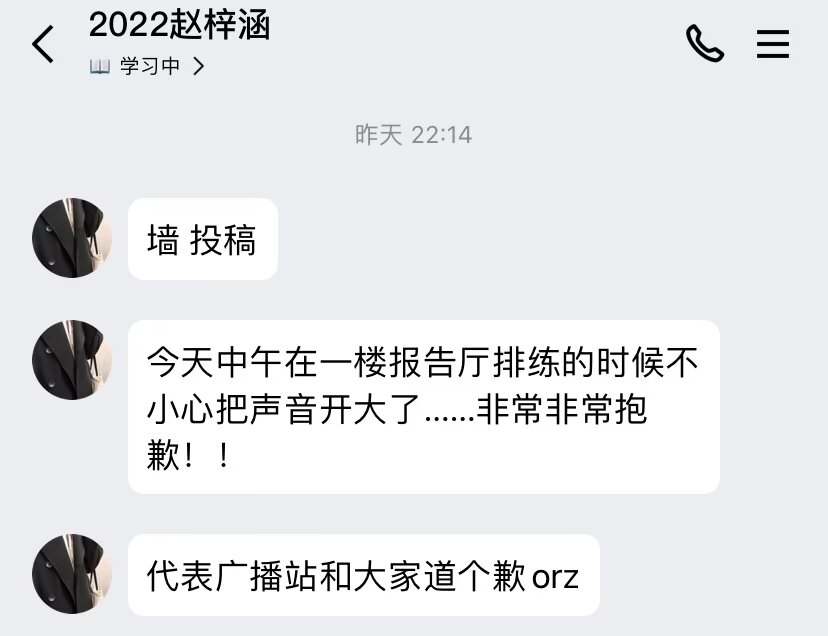 2022赵梓涵
📖 学习中 >
昨天 22:14
墙 投稿
今天中午在一楼报告厅排练的时候不
小心把声音开大了......非常非常抱
歉！！
代表广播站和大家道个歉orz